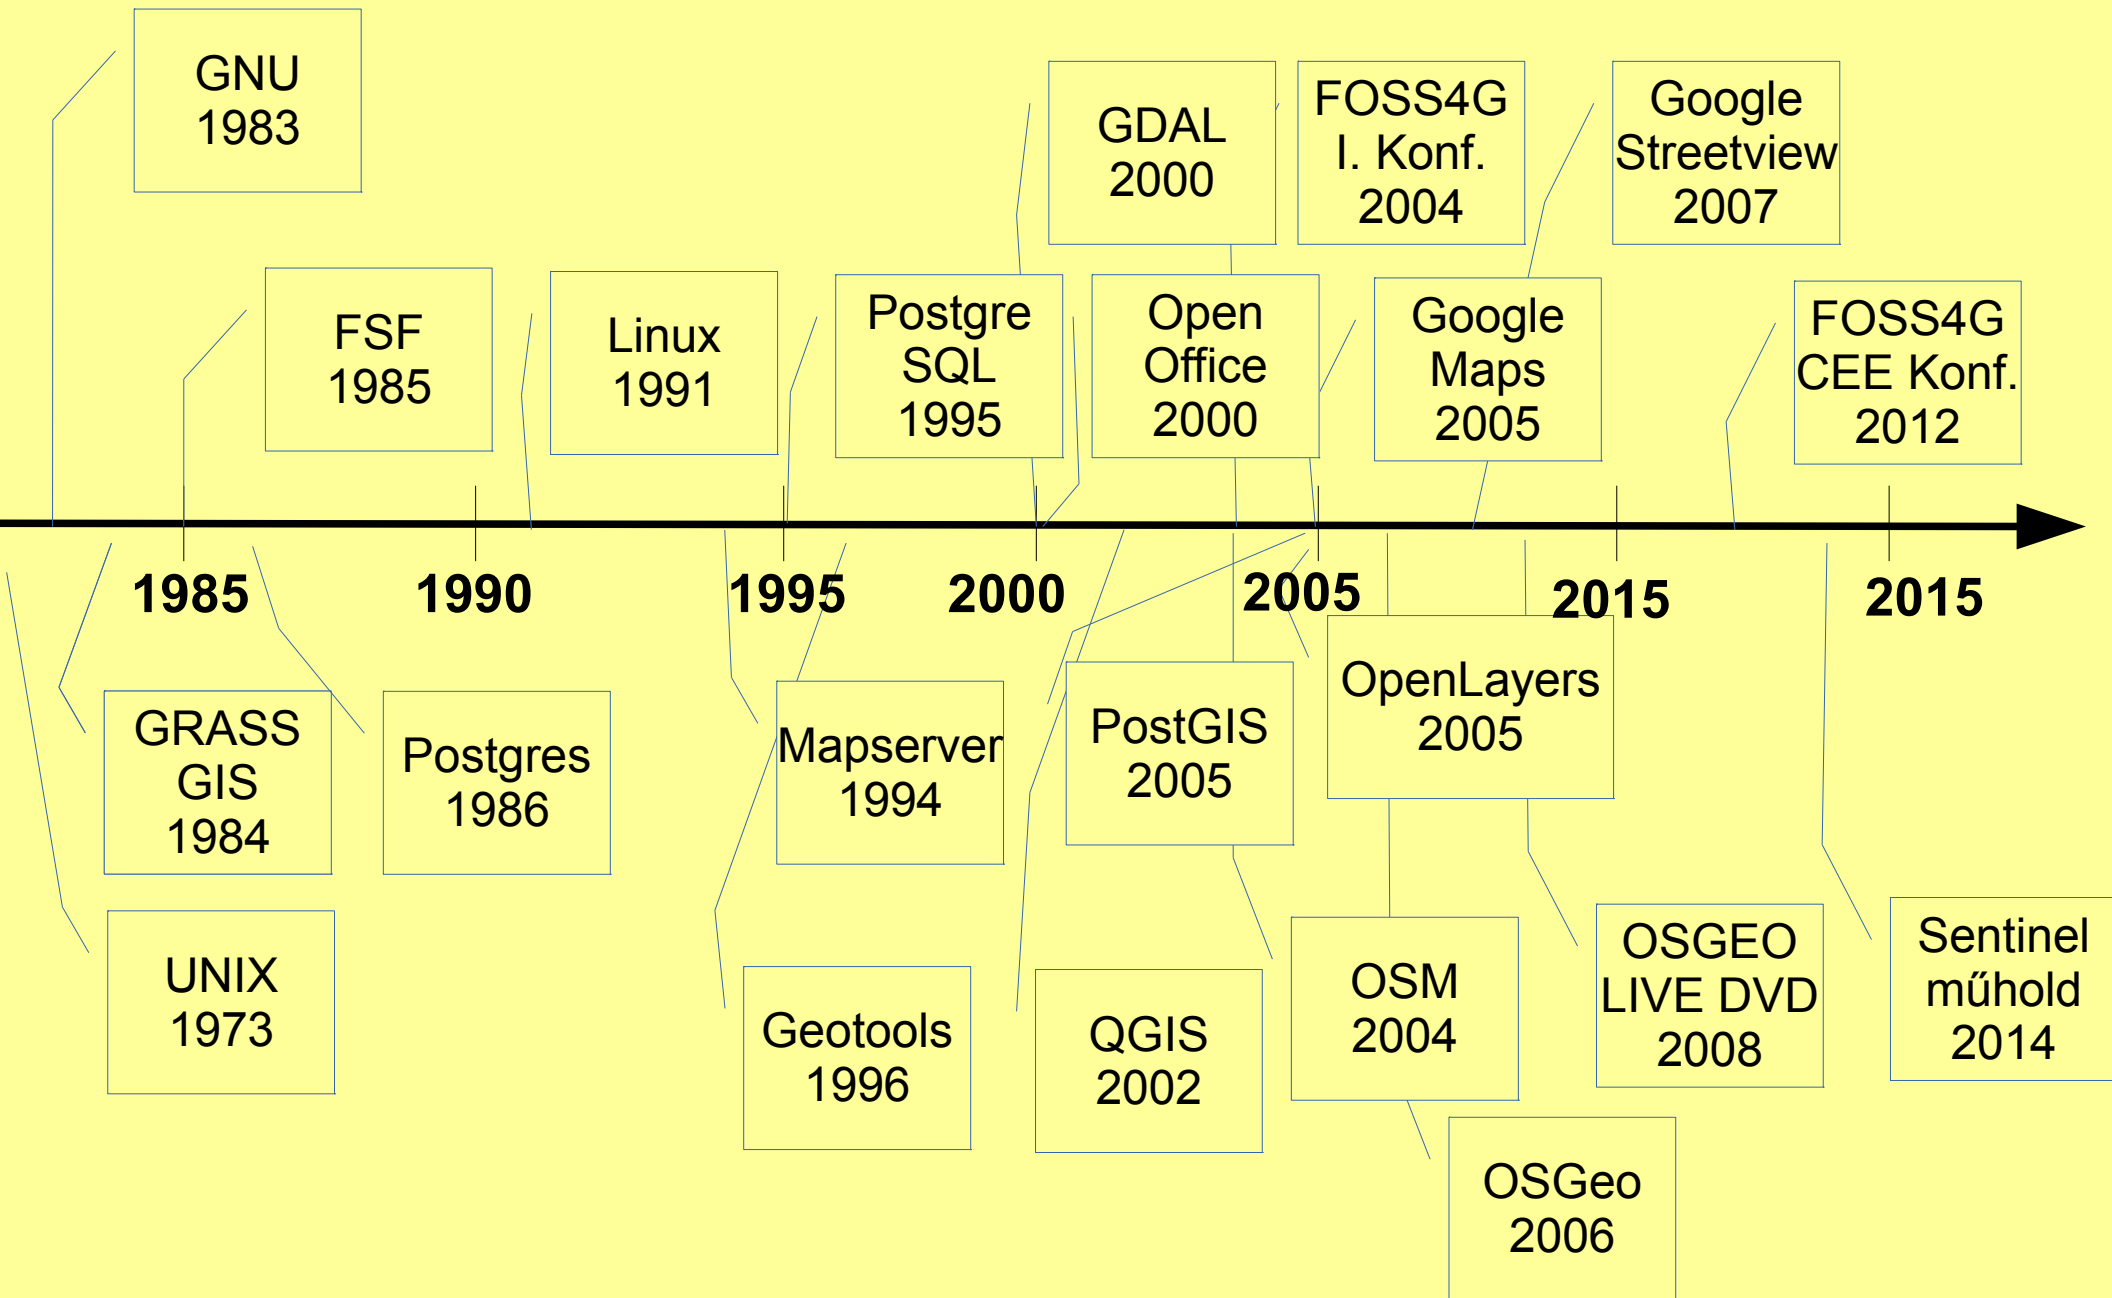 GNU
1983
GDAL
2000
FOSS4G
I. Konf.
2004
Google
Streetview
2007
FSF
1985
Linux
1991
Postgre
SQL
1995
Open
Office
2000
Google
Maps
2005
FOSS4G
CEE Konf.
2012
1985
1990
1995
2000
2005
2015
2015
GRASS
GIS
1984
Postgres
1986
Mapserver
1994
PostGIS
2005
OpenLayers
2005
UNIX
1973
Geotools
1996
QGIS
2002
OSM
2004
OSGEO
LIVE DVD
2008
Sentinel
műhold
2014
OSGeo
2006